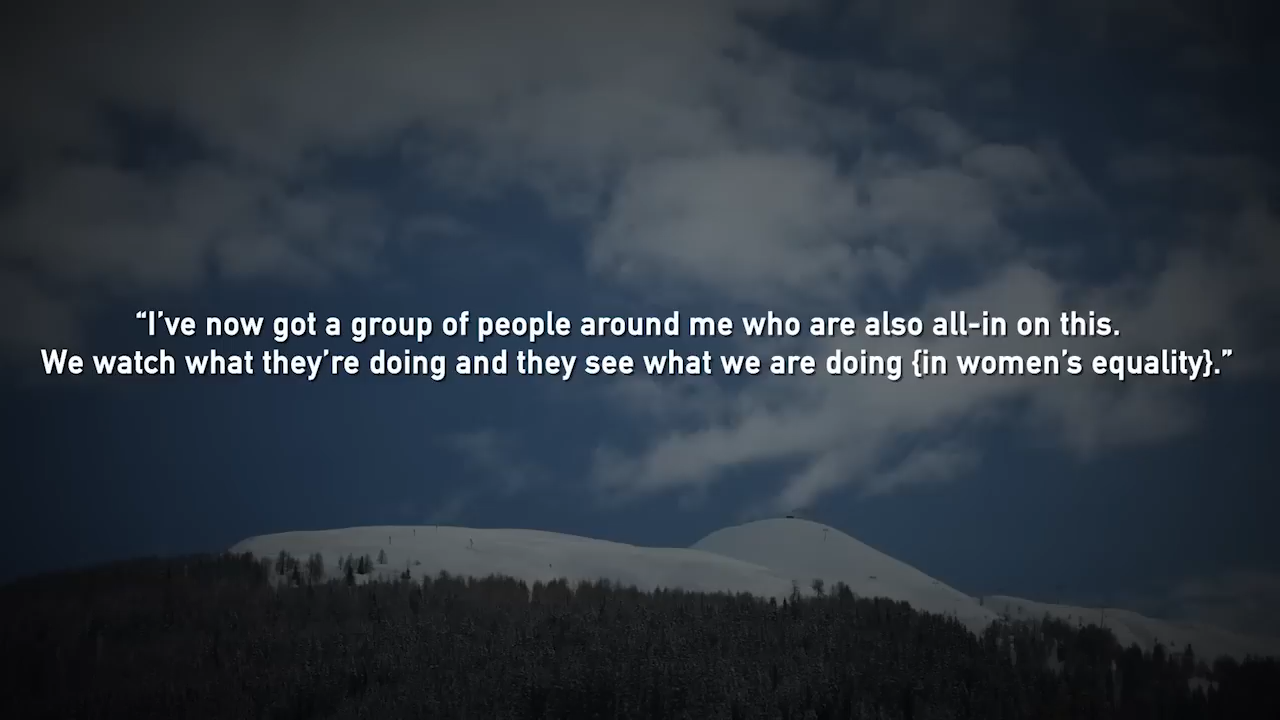 “I’ve now got a group of people around me who are also all-in on this.
We watch what they’re doing and they see what we are doing {in women’s equality}.”